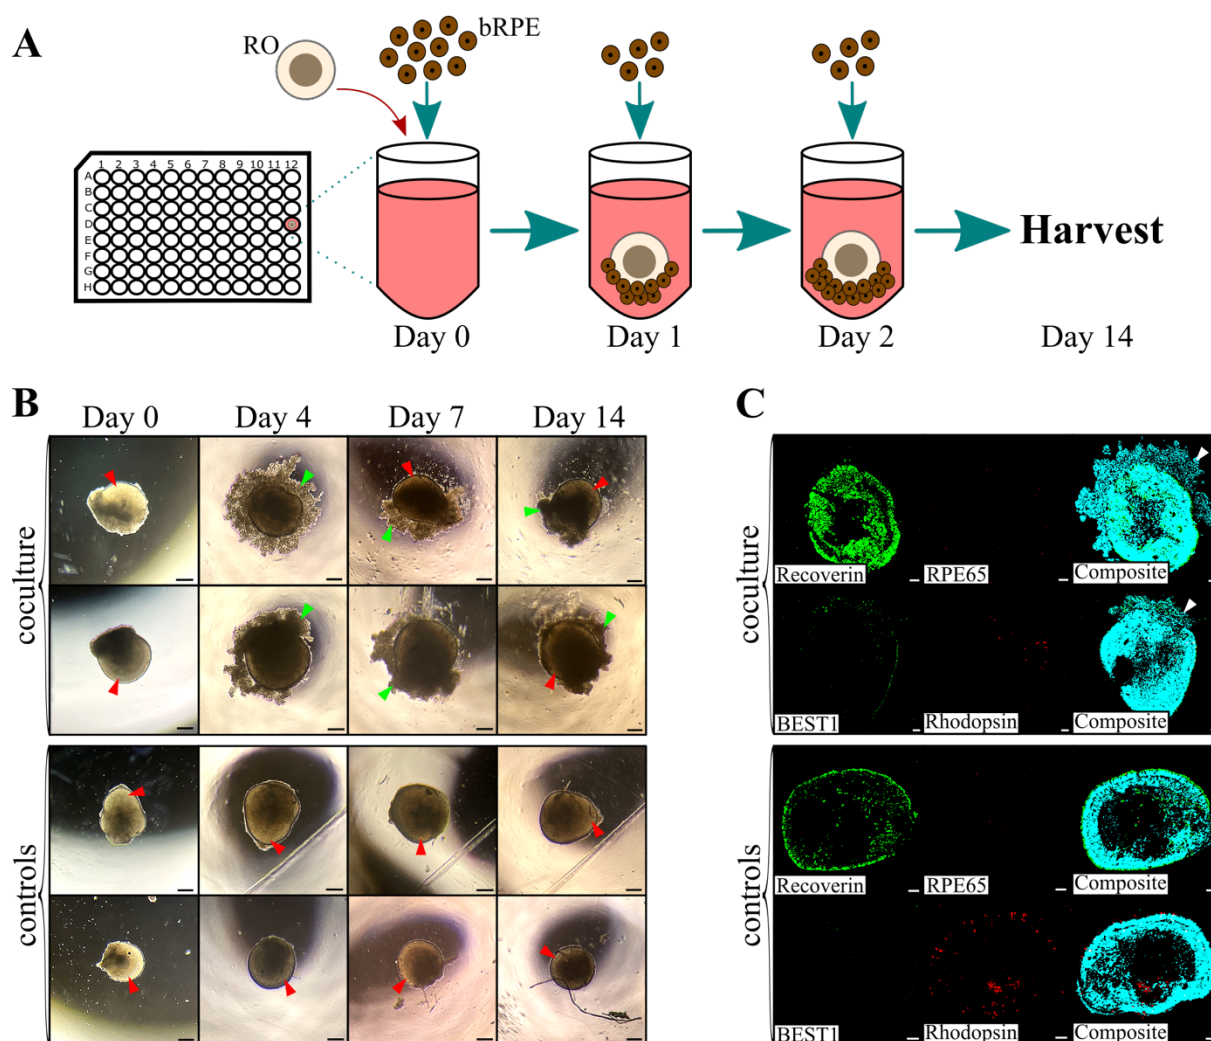 A
RO
bRPE
1 2 3 4 5 6 7 8 9 10 11 12
A
B
C
D
E
F
G
H
Harvest
Day 0
Day 1
Day 2
Day 14
B
Day 0
Day 4
Day 7
Day 14
coculture
controls
C
Recoverin
RPE65
Composite
BEST1
Rhodopsin
Composite
Recoverin
RPE65
Composite
BEST1
Rhodopsin
Composite